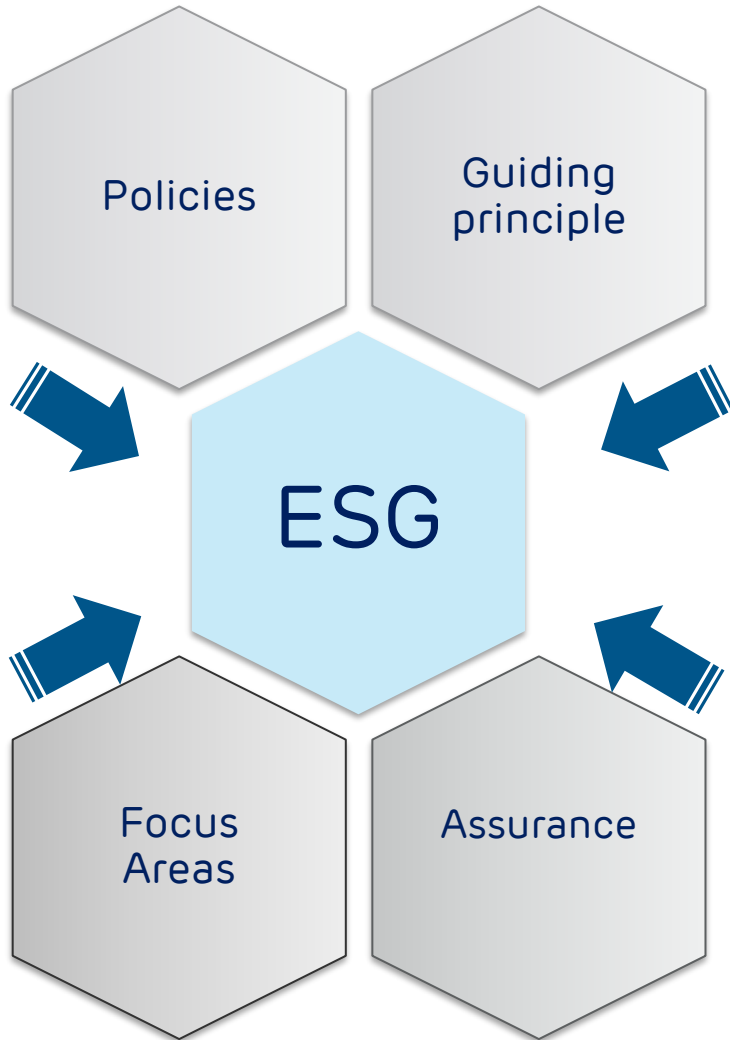 Policies
Guiding
principle
ESG
Focus
Areas
Assurance